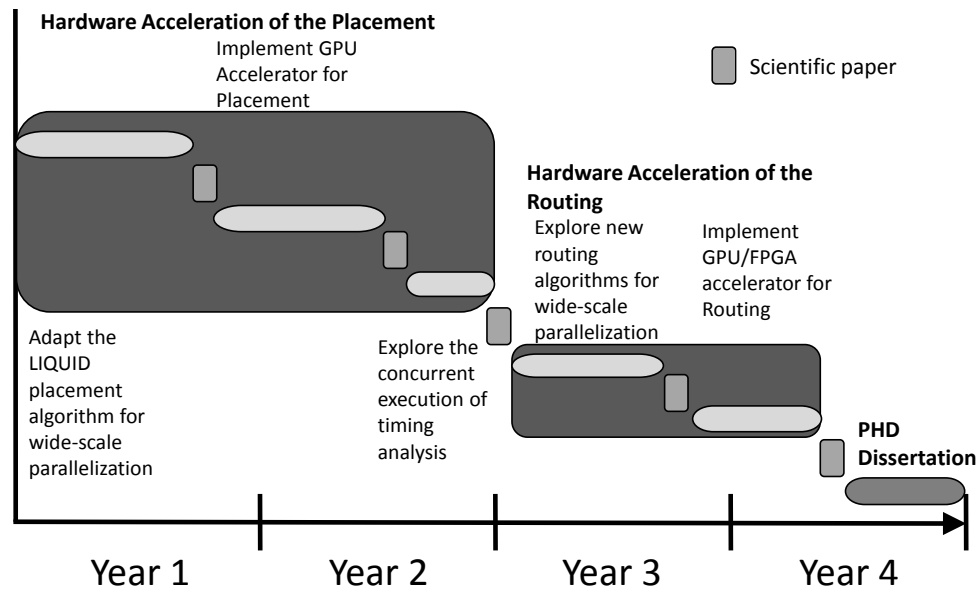 Hardware Acceleration of the Placement
Implement GPU
Accelerator for
Placement
Scientific paper
Hardware Acceleration of the
Routing
Explore new
routing
algorithms for
wide-scale
parallelization
Implement
GPU/FPGA
accelerator for
Routing
Adapt the
LIQUID
placement
algorithm for
wide-scale
parallelization
Explore the
concurrent
execution of
timing
analysis
PHD
Dissertation
Year 1
Year 2
Year 3
Year 4